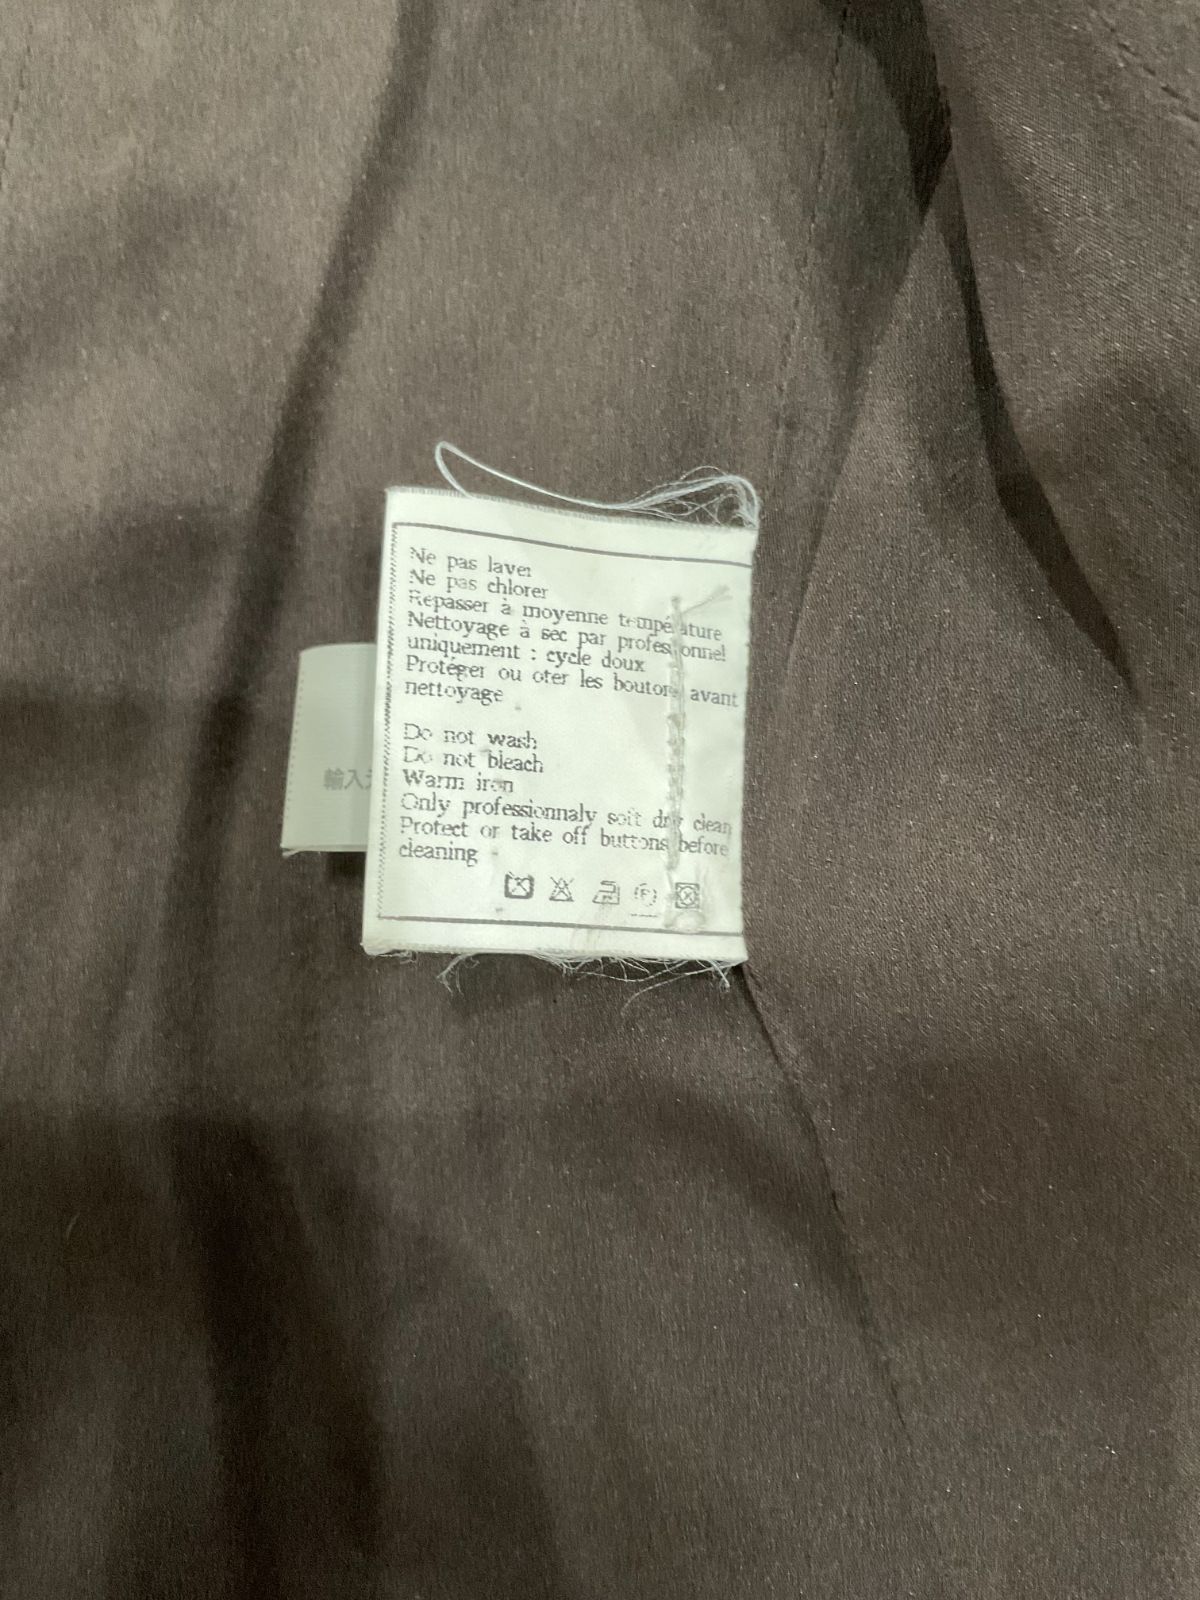 Ne pas laver
Ne pas chlorer
Repasser à moyenne température
Nettoyage à sec par professionnel
uniquement : cycle doux
Protéger ou oter les boutons avant
nettoyage
Do not wash
Do not bleach
Warm iron
Only professionnaly soft dry clean
Protect or take off buttons before
cleaning
P
輸入